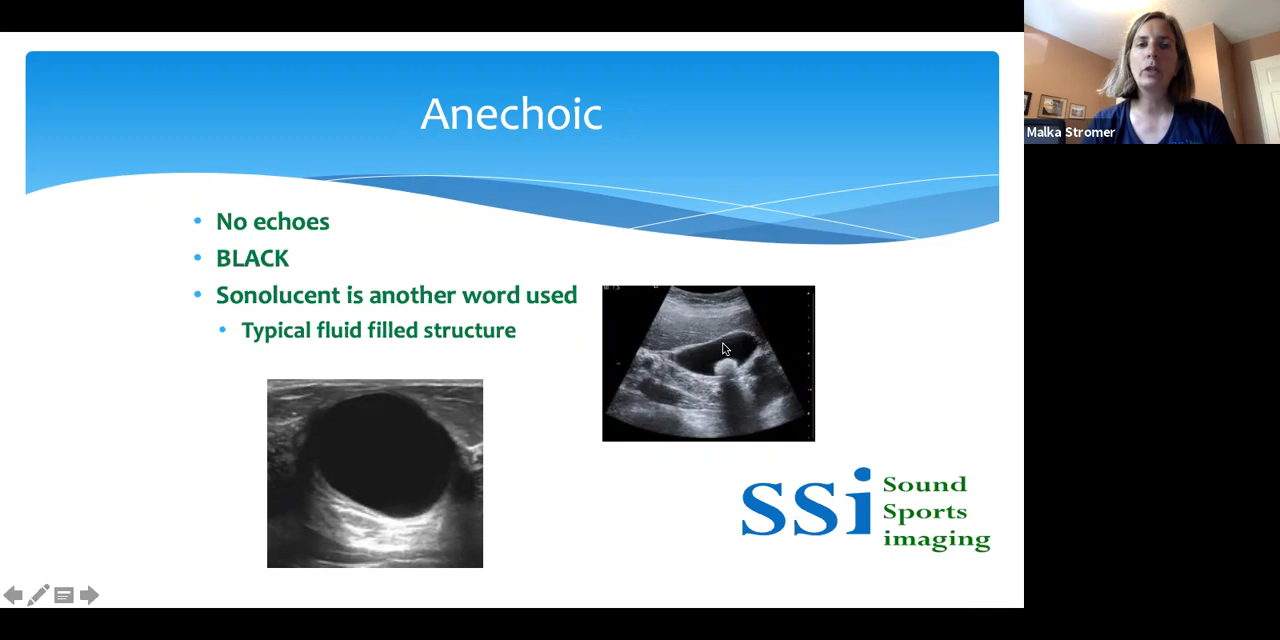 Anechoic
No echoes
BLACK
Sonolucent is another word used
Typical fluid filled structure
SSi
Sound
Sports
imaging
Malka Stromer